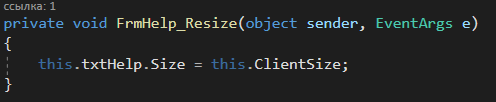 ссылка: 1
private void FrmHelp_Resize(object sender, EventArgs e)
{
this.txtHelp.Size = this.ClientSize;
}